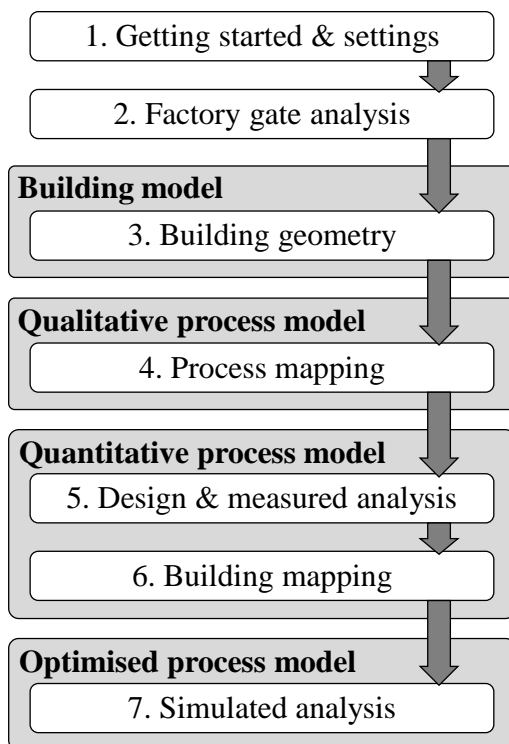 1. Getting started & settings
2. Factory gate analysis
Building model
3. Building geometry
Qualitative process model
4. Process mapping
Quantitative process model
5. Design & measured analysis
6. Building mapping
Optimised process model
7. Simulated analysis